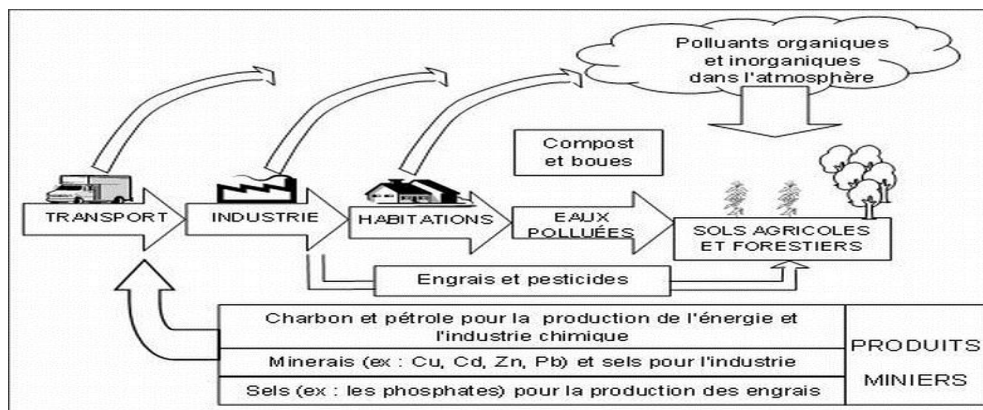 Polluants organiques
et inorganiques
dans l'atmosphère
Compost
et boues
TRANSPORT
INDUSTRIE
HABITATIONS
EAUX
POLLUÉES
SOLS AGRICOLES
ET FORESTIERS
Engrais et pesticides
Charbon et pétrole pour la production de l'énergie et
l'industrie chimique
Minerais (ex : Cu, Cd, Zn, Pb) et sels pour l'industrie
Sels (ex : les phosphates) pour la production des engrais
PRODUITS
MINIERS